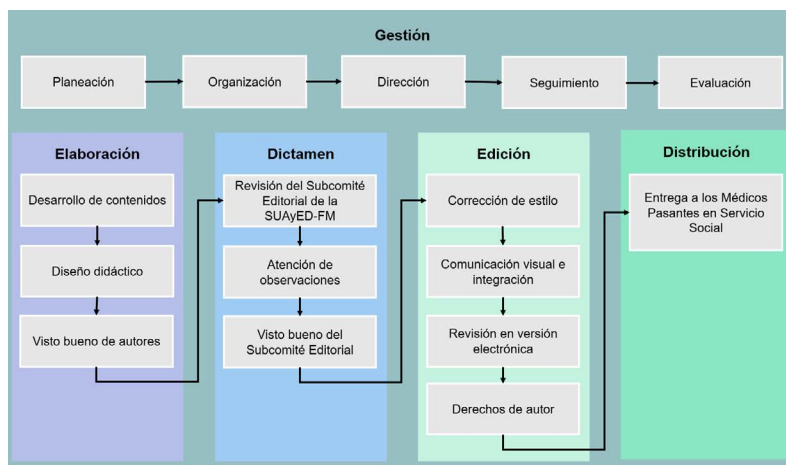 Gestión
Planeación
Organización
Dirección
Seguimiento
Evaluación
Elaboración
Desarrollo de contenidos
Diseño didáctico
Visto bueno de autores
Dictamen
Revisión del Subcomité
Editorial de la
SUAyED-FM
Atención de
observaciones
Visto bueno del
Subcomité Editorial
Edición
Corrección de estilo
Comunicación visual e
integración
Revisión en versión
electrónica
Derechos de autor
Distribución
Entrega a los Médicos
Pasantes en Servicio
Social